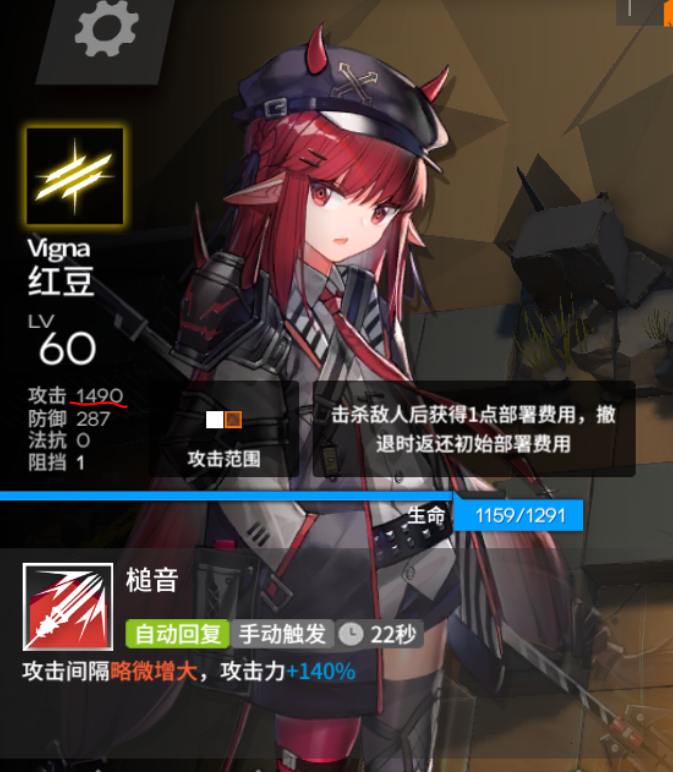 Vigna
红豆
LV
60
攻击 1490
防御 287
法抗 0
阻挡 1
攻击范围
击杀敌人后获得1点部署费用，撤
退时返还初始部署费用
生命 1159/1291
槌音
自动回复 手动触发 22秒
攻击间隔略微增大，攻击力+140%